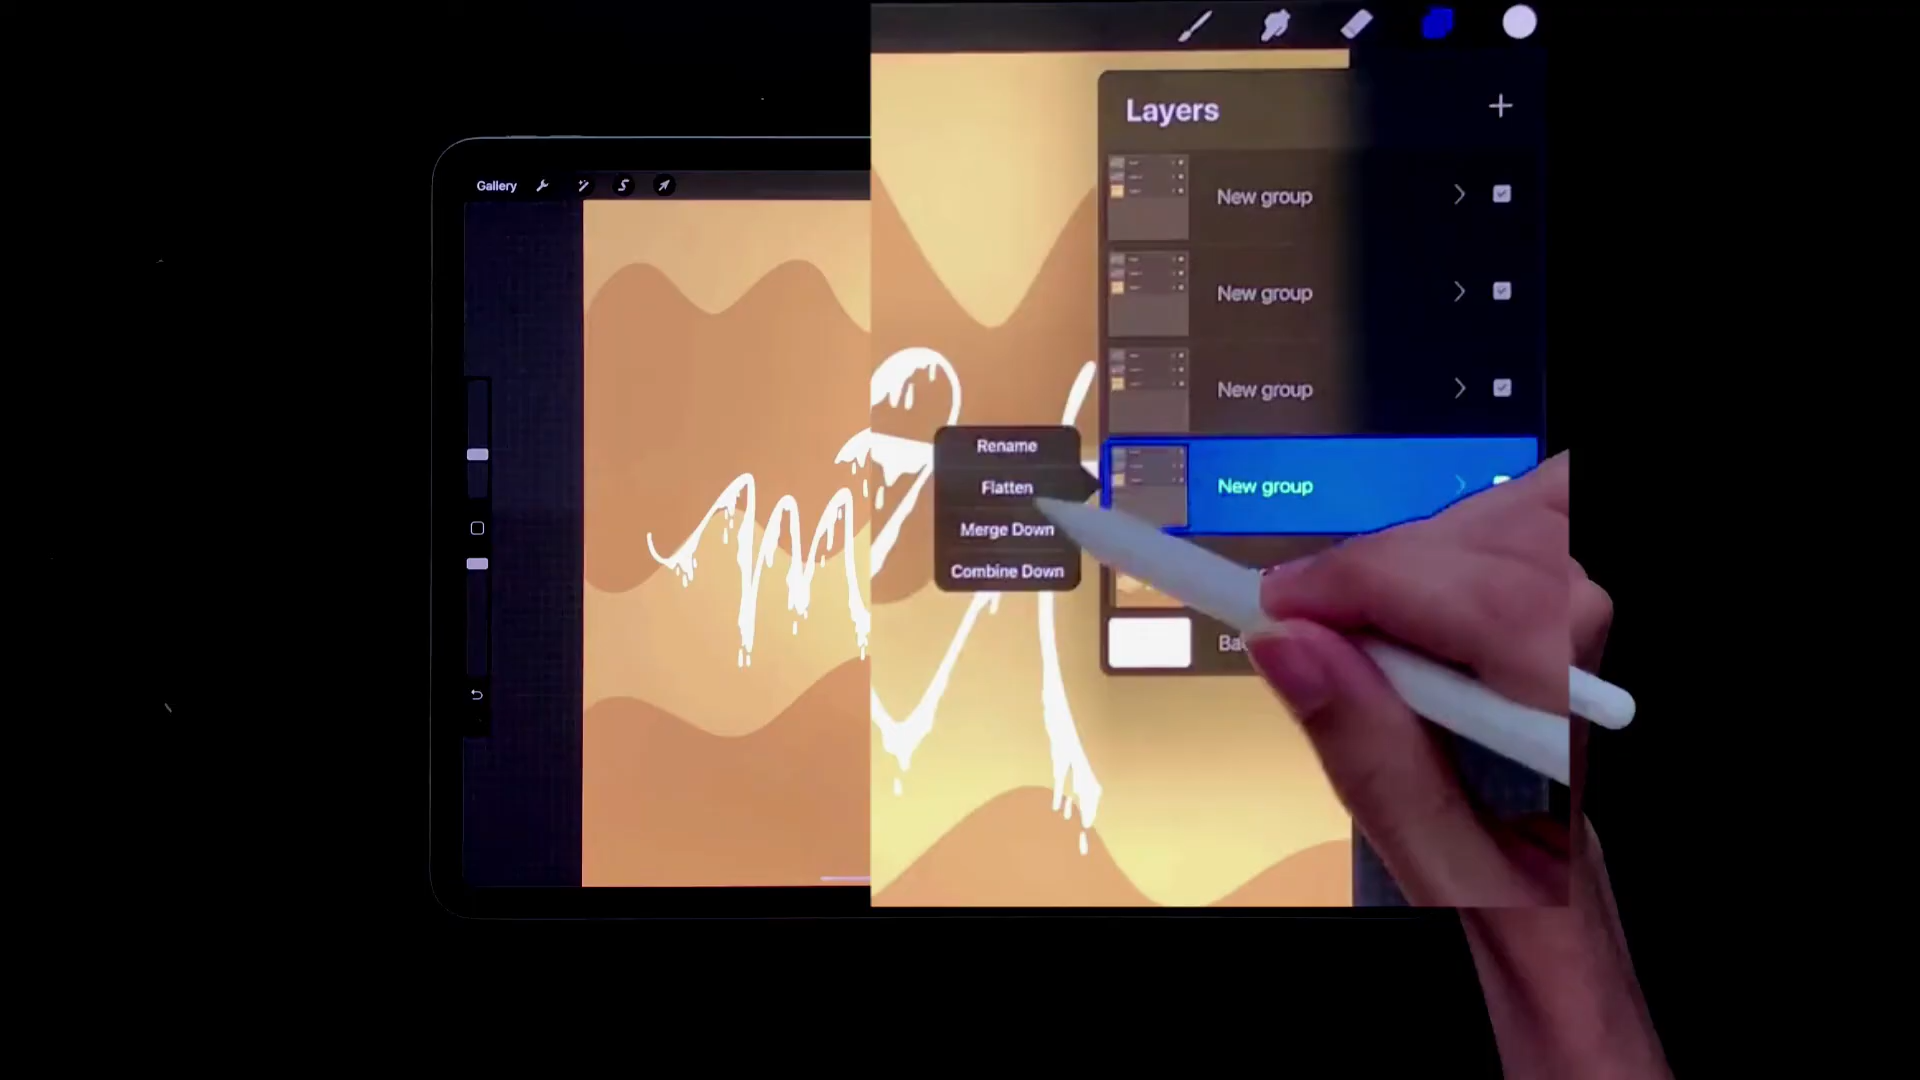 Gallery
Layers
New group
New group
New group
New group
Rename
Flatten
Merge Down
Combine Down